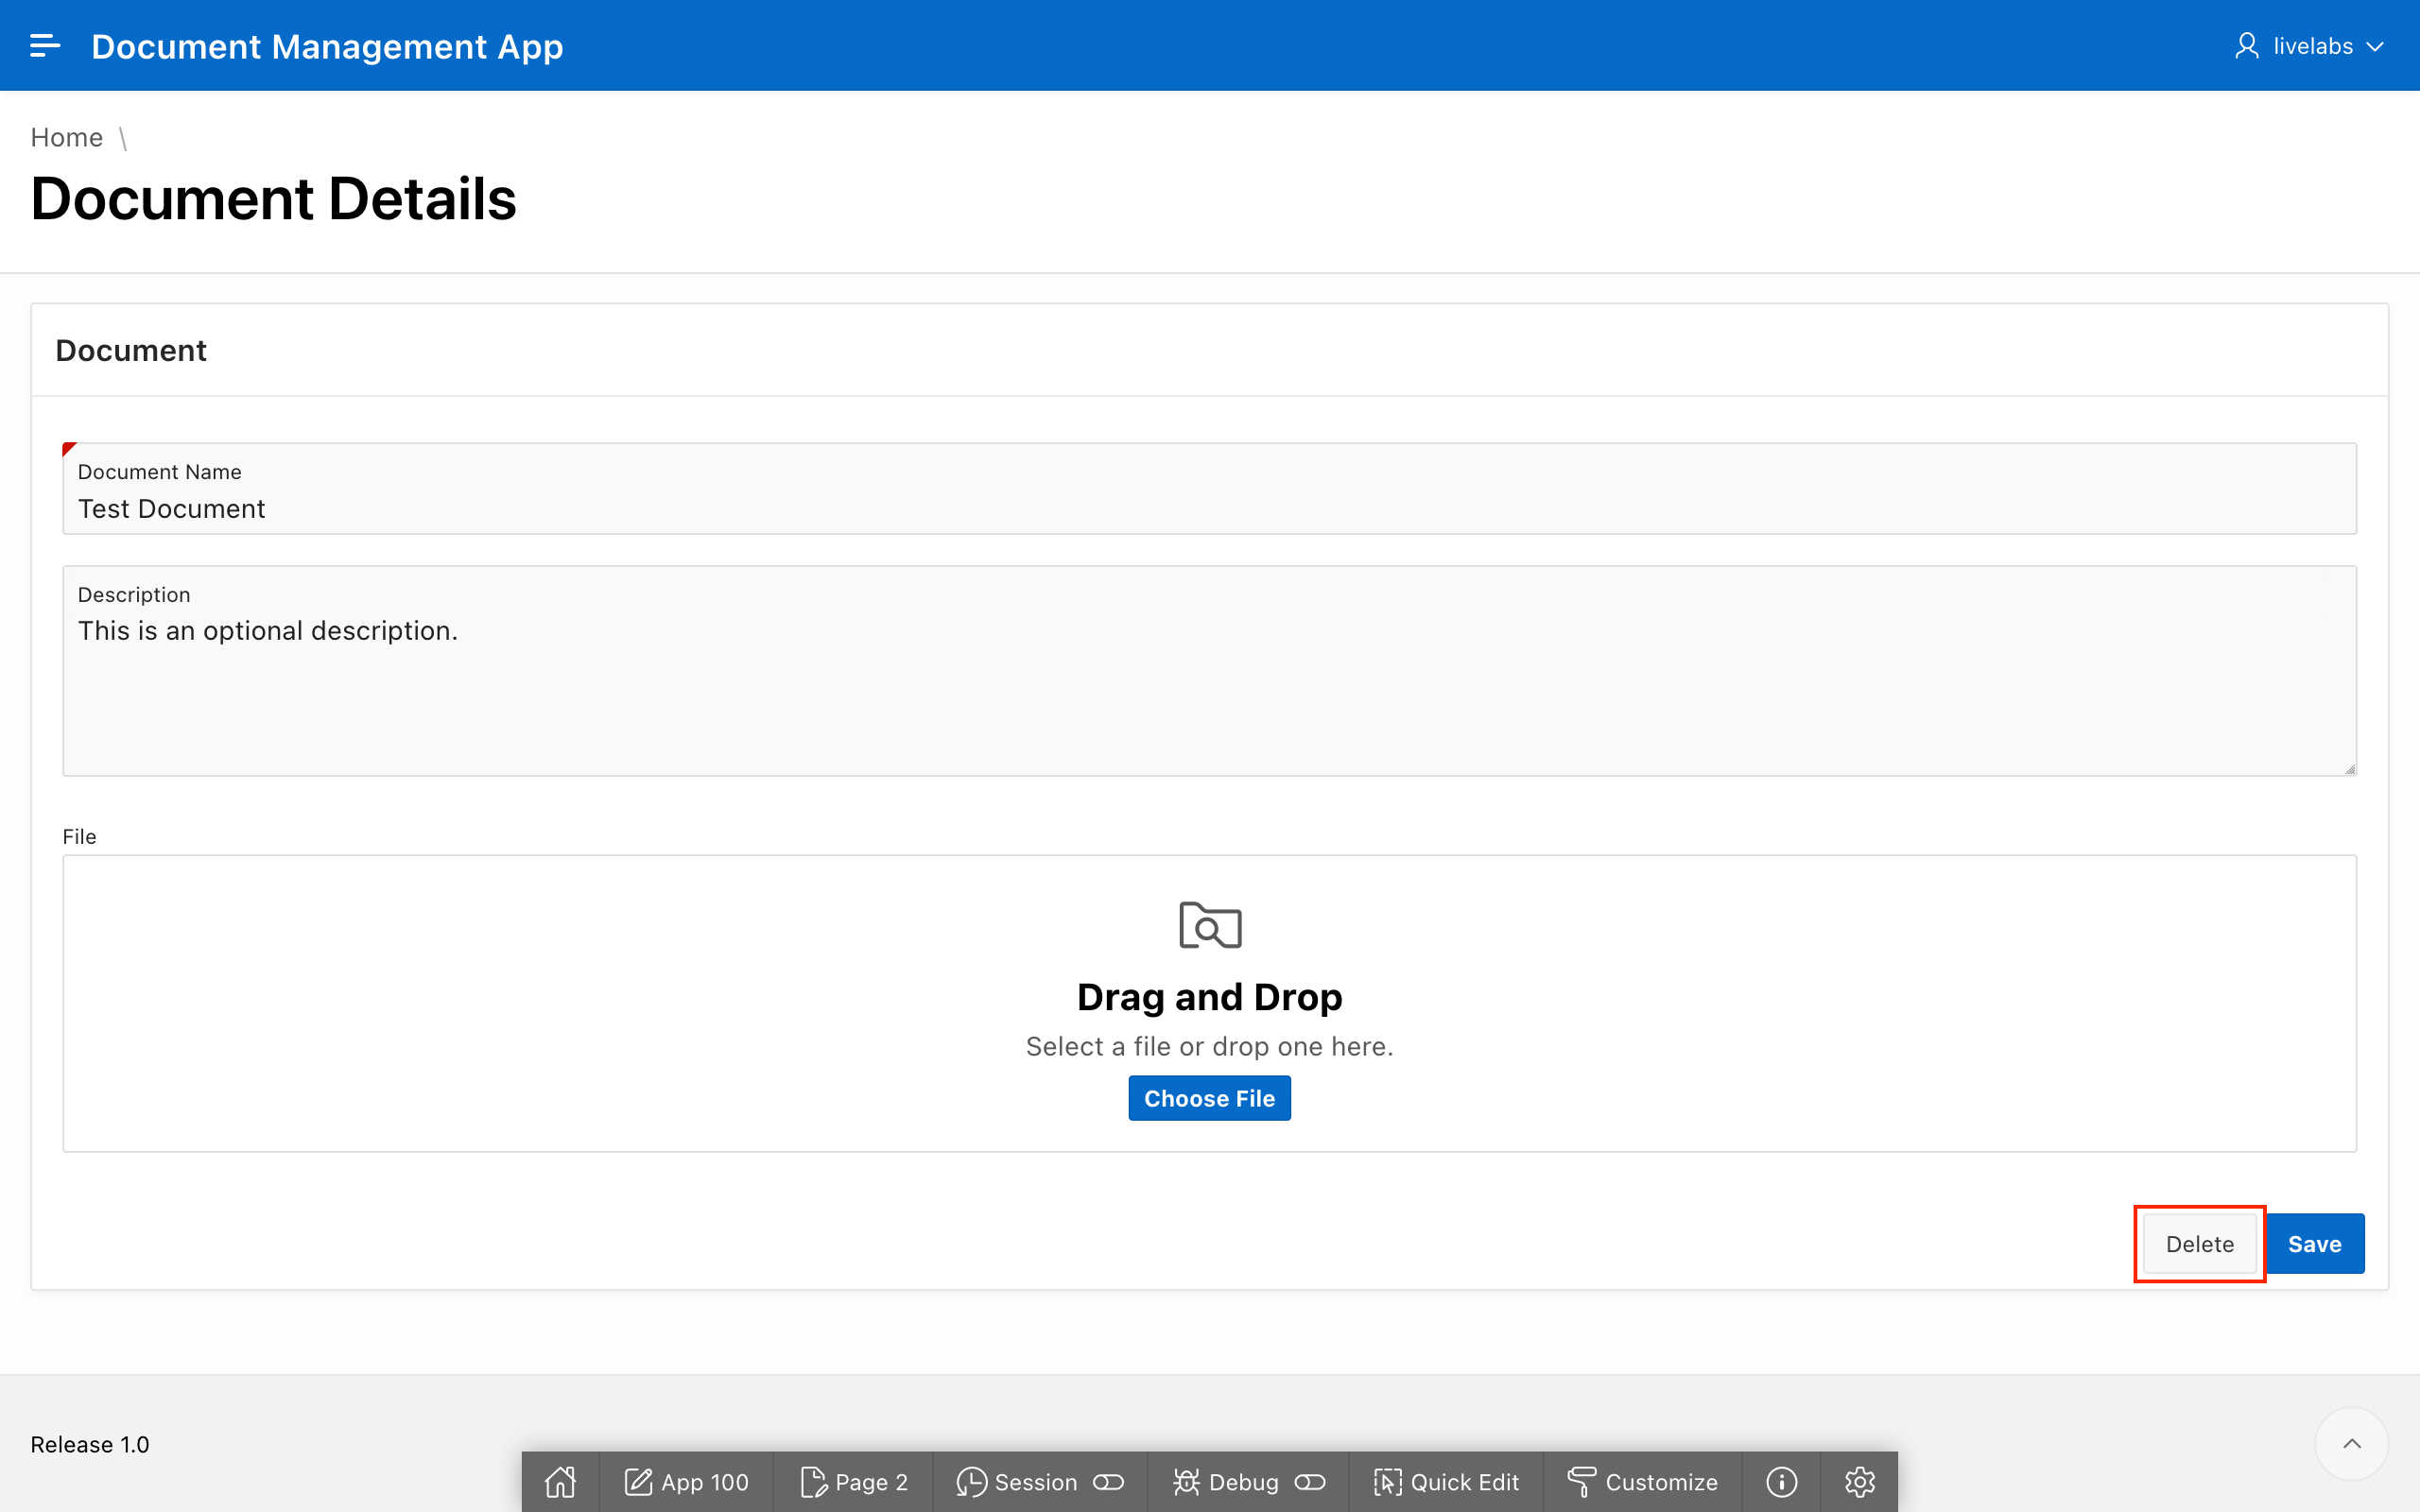 Document Management App
livelabs
Home \
Document Details
Document
Document Name
Test Document
Description
This is an optional description.
File
Drag and Drop
Select a file or drop one here.
Choose File
Delete
Save
Release 1.0
App 100
Page 2
Session
Debug
Quick Edit
Customize